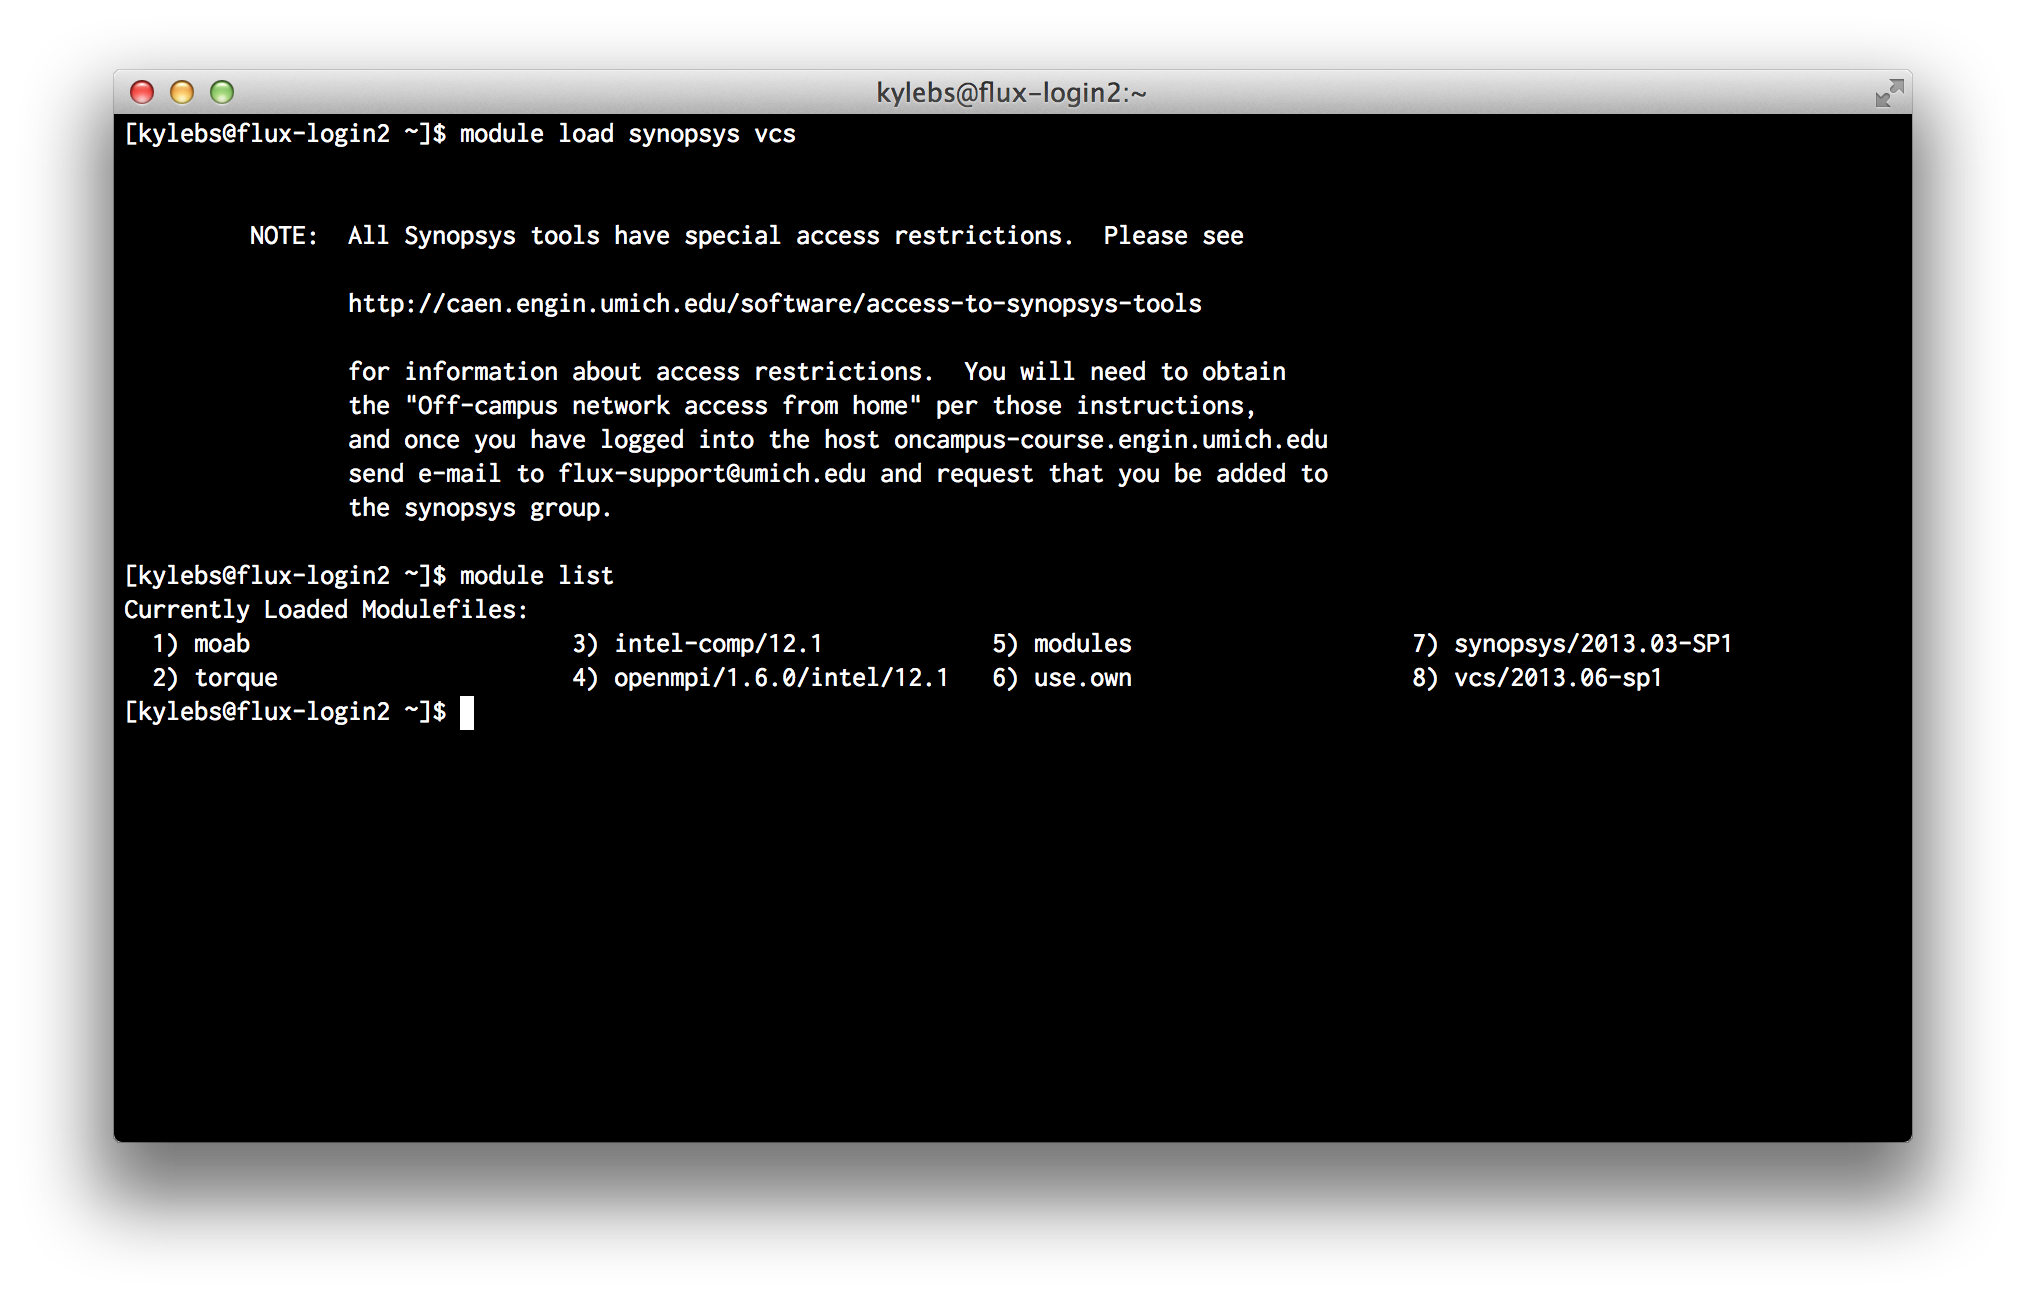 kylebs@flux-login2:~
[kylebs@flux-login2 ~]$ module load synopsys vcs
NOTE:  All Synopsys tools have special access restrictions.  Please see
http://caen.engin.umich.edu/software/access-to-synopsys-tools
for information about access restrictions.  You will need to obtain
the "Off-campus network access from home" per those instructions,
and once you have logged into the host oncampus-course.engin.umich.edu
send e-mail to flux-support@umich.edu and request that you be added to
the synopsys group.
[kylebs@flux-login2 ~]$ module list
Currently Loaded Modulefiles:
  1) moab                       3) intel-comp/12.1            5) modules                    7) synopsys/2013.03-SP1
  2) torque                     4) openmpi/1.6.0/intel/12.1   6) use.own                    8) vcs/2013.06-sp1
[kylebs@flux-login2 ~]$